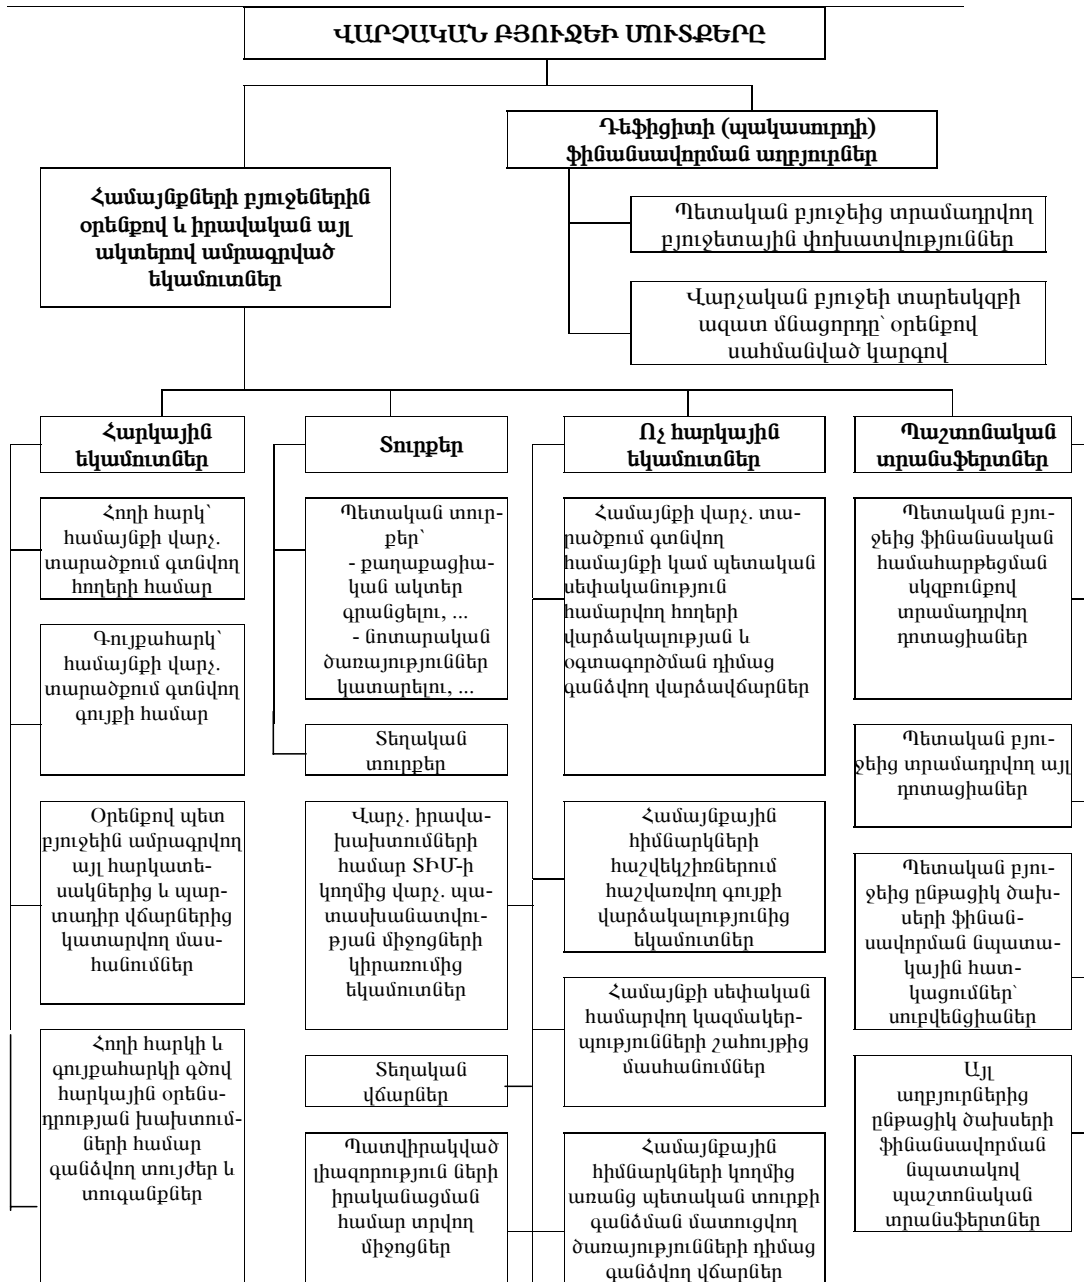 ՎԱՐՉԱԿԱՆ ԲՅՈՒՋԵԻ ՄՈՒՏՔԵՐԸ
Դեֆիցիտի (պակասուրդի)
ֆինանսավորման աղբյուրներ
Համայնքների բյուջեներին
օրենքով և իրավական այլ
ակտերով ամրագրված
եկամուտներ
Պետական բյուջեից տրամադրվող
բյուջետային փոխատվություններ
Վարչական բյուջեի տարեսկզբի
ազատ մնացորդը՝ օրենքով
սահմանված կարգով
Հարկային
եկամուտներ
Հողի հարկ՝
համայնքի վարչ.
տարածքում գտնվող
հողերի համար
Գույքահարկ՝
համայնքի վարչ.
տարածքում գտնվող
գույքի համար
Օրենքով պետ
բյուջեին ամրագրվող
այլ հարկատե-
սակներից և պար-
տադիր վճարներից
կատարվող մաս-
հանումներ
Հողի հարկի և
գույքահարկի գծով
հարկային օրենս-
դրության խախտում-
ների համար
գանձվող տույժեր և
տուգանքներ
Տուրքեր
Պետական տուր-
քեր՝
- քաղաքացիա-
կան ակտեր
գրանցելու, ...
- նոտարական
ծառայություններ
կատարելու, ...
Տեղական
տուրքեր
Վարչ. իրավա-
խախտումների
համար ՏԻՄ-ի
կողմից վարչ. պա-
տասխանատվու-
թյան միջոցների
կիրառումից
եկամուտներ
Տեղական
վճարներ
Պատվիրակված
լիազորություն ների
իրականացման
համար տրվող
միջոցներ
Ոչ հարկային
եկամուտներ
Համայնքի վարչ. տա-
րածքում գտնվող
համայնքի կամ պետական
սեփականություն
համարվող հողերի
վարձակալության և
օգտագործման դիմաց
գանձվող վարձավճարներ
Համայնքային
հիմնարկների
հաշվեկշիռներում
հաշվառվող գույքի
վարձակալությունից
եկամուտներ
Համայնքի սեփական
համարվող կազմակեր-
պությունների շահույթից
մասհանումներ
Համայնքային
հիմնարկների կողմից
առանց պետական տուրքի
գանձման մատուցվող
ծառայությունների դիմաց
գանձվող վճարներ
Պաշտոնական
տրանսֆերտներ
Պետական բյու-
ջեից ֆինանսական
համահարթեցման
սկզբունքով
տրամադրվող
դոտացիաներ
Պետական բյու-
ջեից տրամադրվող այլ
դոտացիաներ
Պետական բյու-
ջեից ընթացիկ ծախ-
սերի ֆինան-
սավորման նպատա-
կային հատ-
կացումներ՝
սուբվենցիաներ
Այլ
աղբյուրներից
ընթացիկ ծախսերի
ֆինանսավորման
նպատակով
պաշտոնական
տրանսֆերտներ